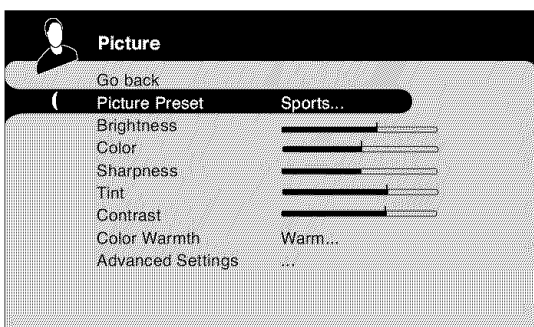 Picture
Go back
Picture Preset Sports...
Brightness
Color
Sharpness
Tint
Contrast
Color Warmth Warm...
Advanced Settings ...